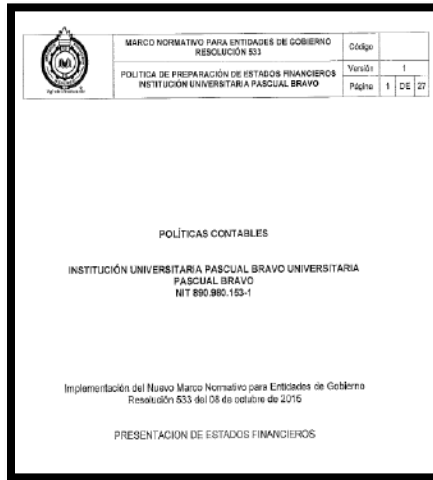 MARCO NORMATIVO PARA ENTIDADES DE GOBIERNO
RESOLUCIÓN 533
Código
POLITICA DE PREPARACIÓN DE ESTADOS FINANCIEROS
INSTITUCIÓN UNIVERSITARIA PASCUAL BRAVO
Versión 1
Página 1 DE 27
POLÍTICAS CONTABLES
INSTITUCIÓN UNIVERSITARIA PASCUAL BRAVO UNIVERSITARIA
PASCUAL BRAVO
NIT 890.980.153-1
Implementación del Nuevo Marco Normativo para Entidades de Gobierno
Resolución 533 del 08 de octubre de 2015
PRESENTACION DE ESTADOS FINANCIEROS